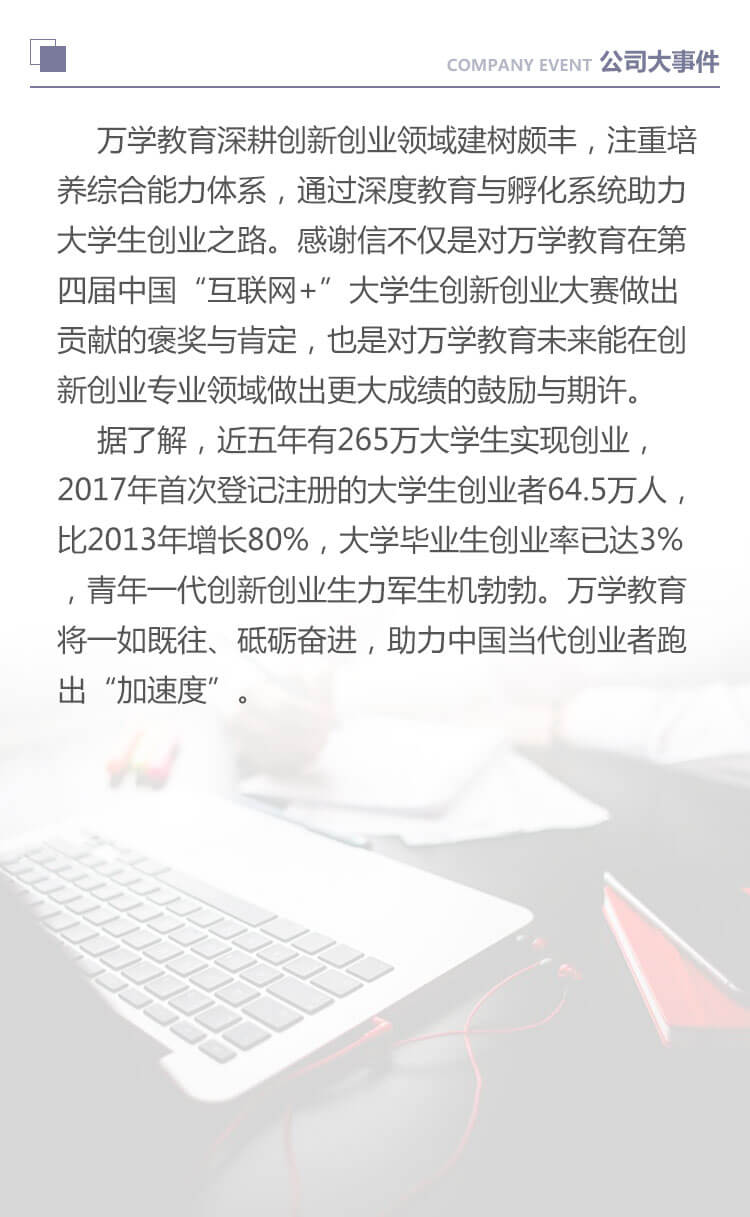 COMPANY EVENT 公司大事件
万学教育深耕创新创业领域建树颇丰，注重培
养综合能力体系，通过深度教育与孵化系统助力
大学生创业之路。感谢信不仅是对万学教育在第
四届中国“互联网+”大学生创新创业大赛做出
贡献的褒奖与肯定，也是对万学教育未来能在创
新创业专业领域做出更大成绩的鼓励与期许。
据了解，近五年有265万大学生实现创业，
2017年首次登记注册的大学生创业者64.5万人，
比2013年增长80%，大学毕业生创业率已达3%
，青年一代创新创业生力军生机勃勃。万学教育
将一如既往、砥砺奋进，助力中国当代创业者跑
出“加速度”。